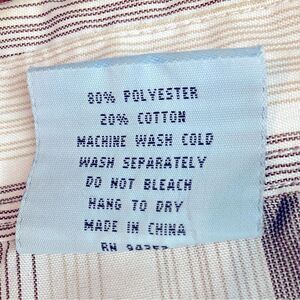 80% POLYESTER
20% COTTON
MACHINE WASH COLD
WASH SEPARATELY
DO NOT BLEACH
HANG TO DRY
MADE IN CHINA
RN